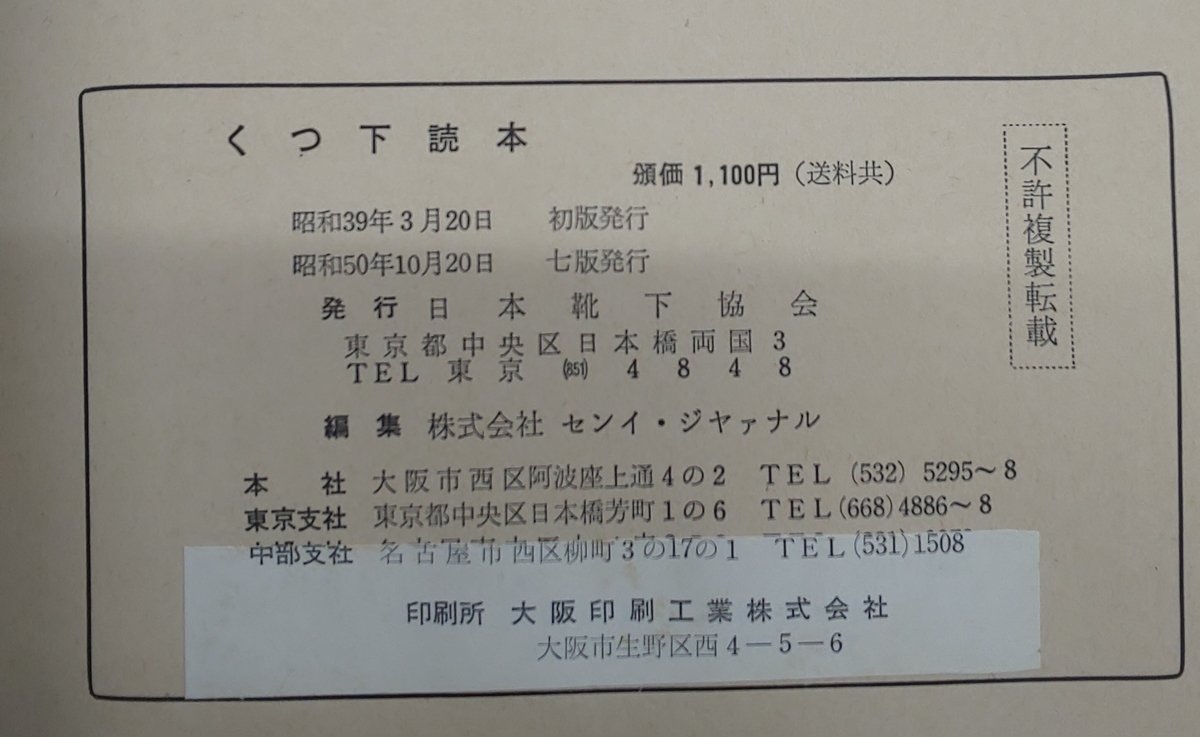 くつ下読本
頒価1,100円（送料共）
不許複製転載
昭和39年3月20日　初版発行
昭和50年10月20日　七版発行
発行　日本靴下協会
東京都中央区日本橋両国3
TEL 東京 (851) 4848
編集　株式会社 センイ・ジヤァナル
本社　大阪市西区阿波座上通4の2　TEL (532) 5295〜8
東京支社　東京都中央区日本橋芳町1の6　TEL (668) 4886〜8
中部支社　名古屋市西区柳町3の17の1　TEL (531) 1508
印刷所　大阪印刷工業株式会社
大阪市生野区西4－5－6